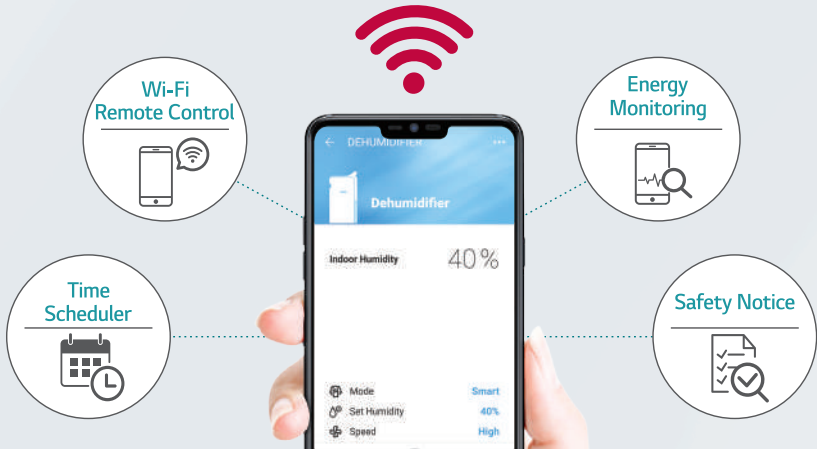 Wi-Fi
Remote Control
Energy
Monitoring
DEHUMIDIFIER
Dehumidifier
Indoor Humidity 40%
Time
Scheduler
Safety Notice
Mode Smart
Set Humidity 40%
Speed High